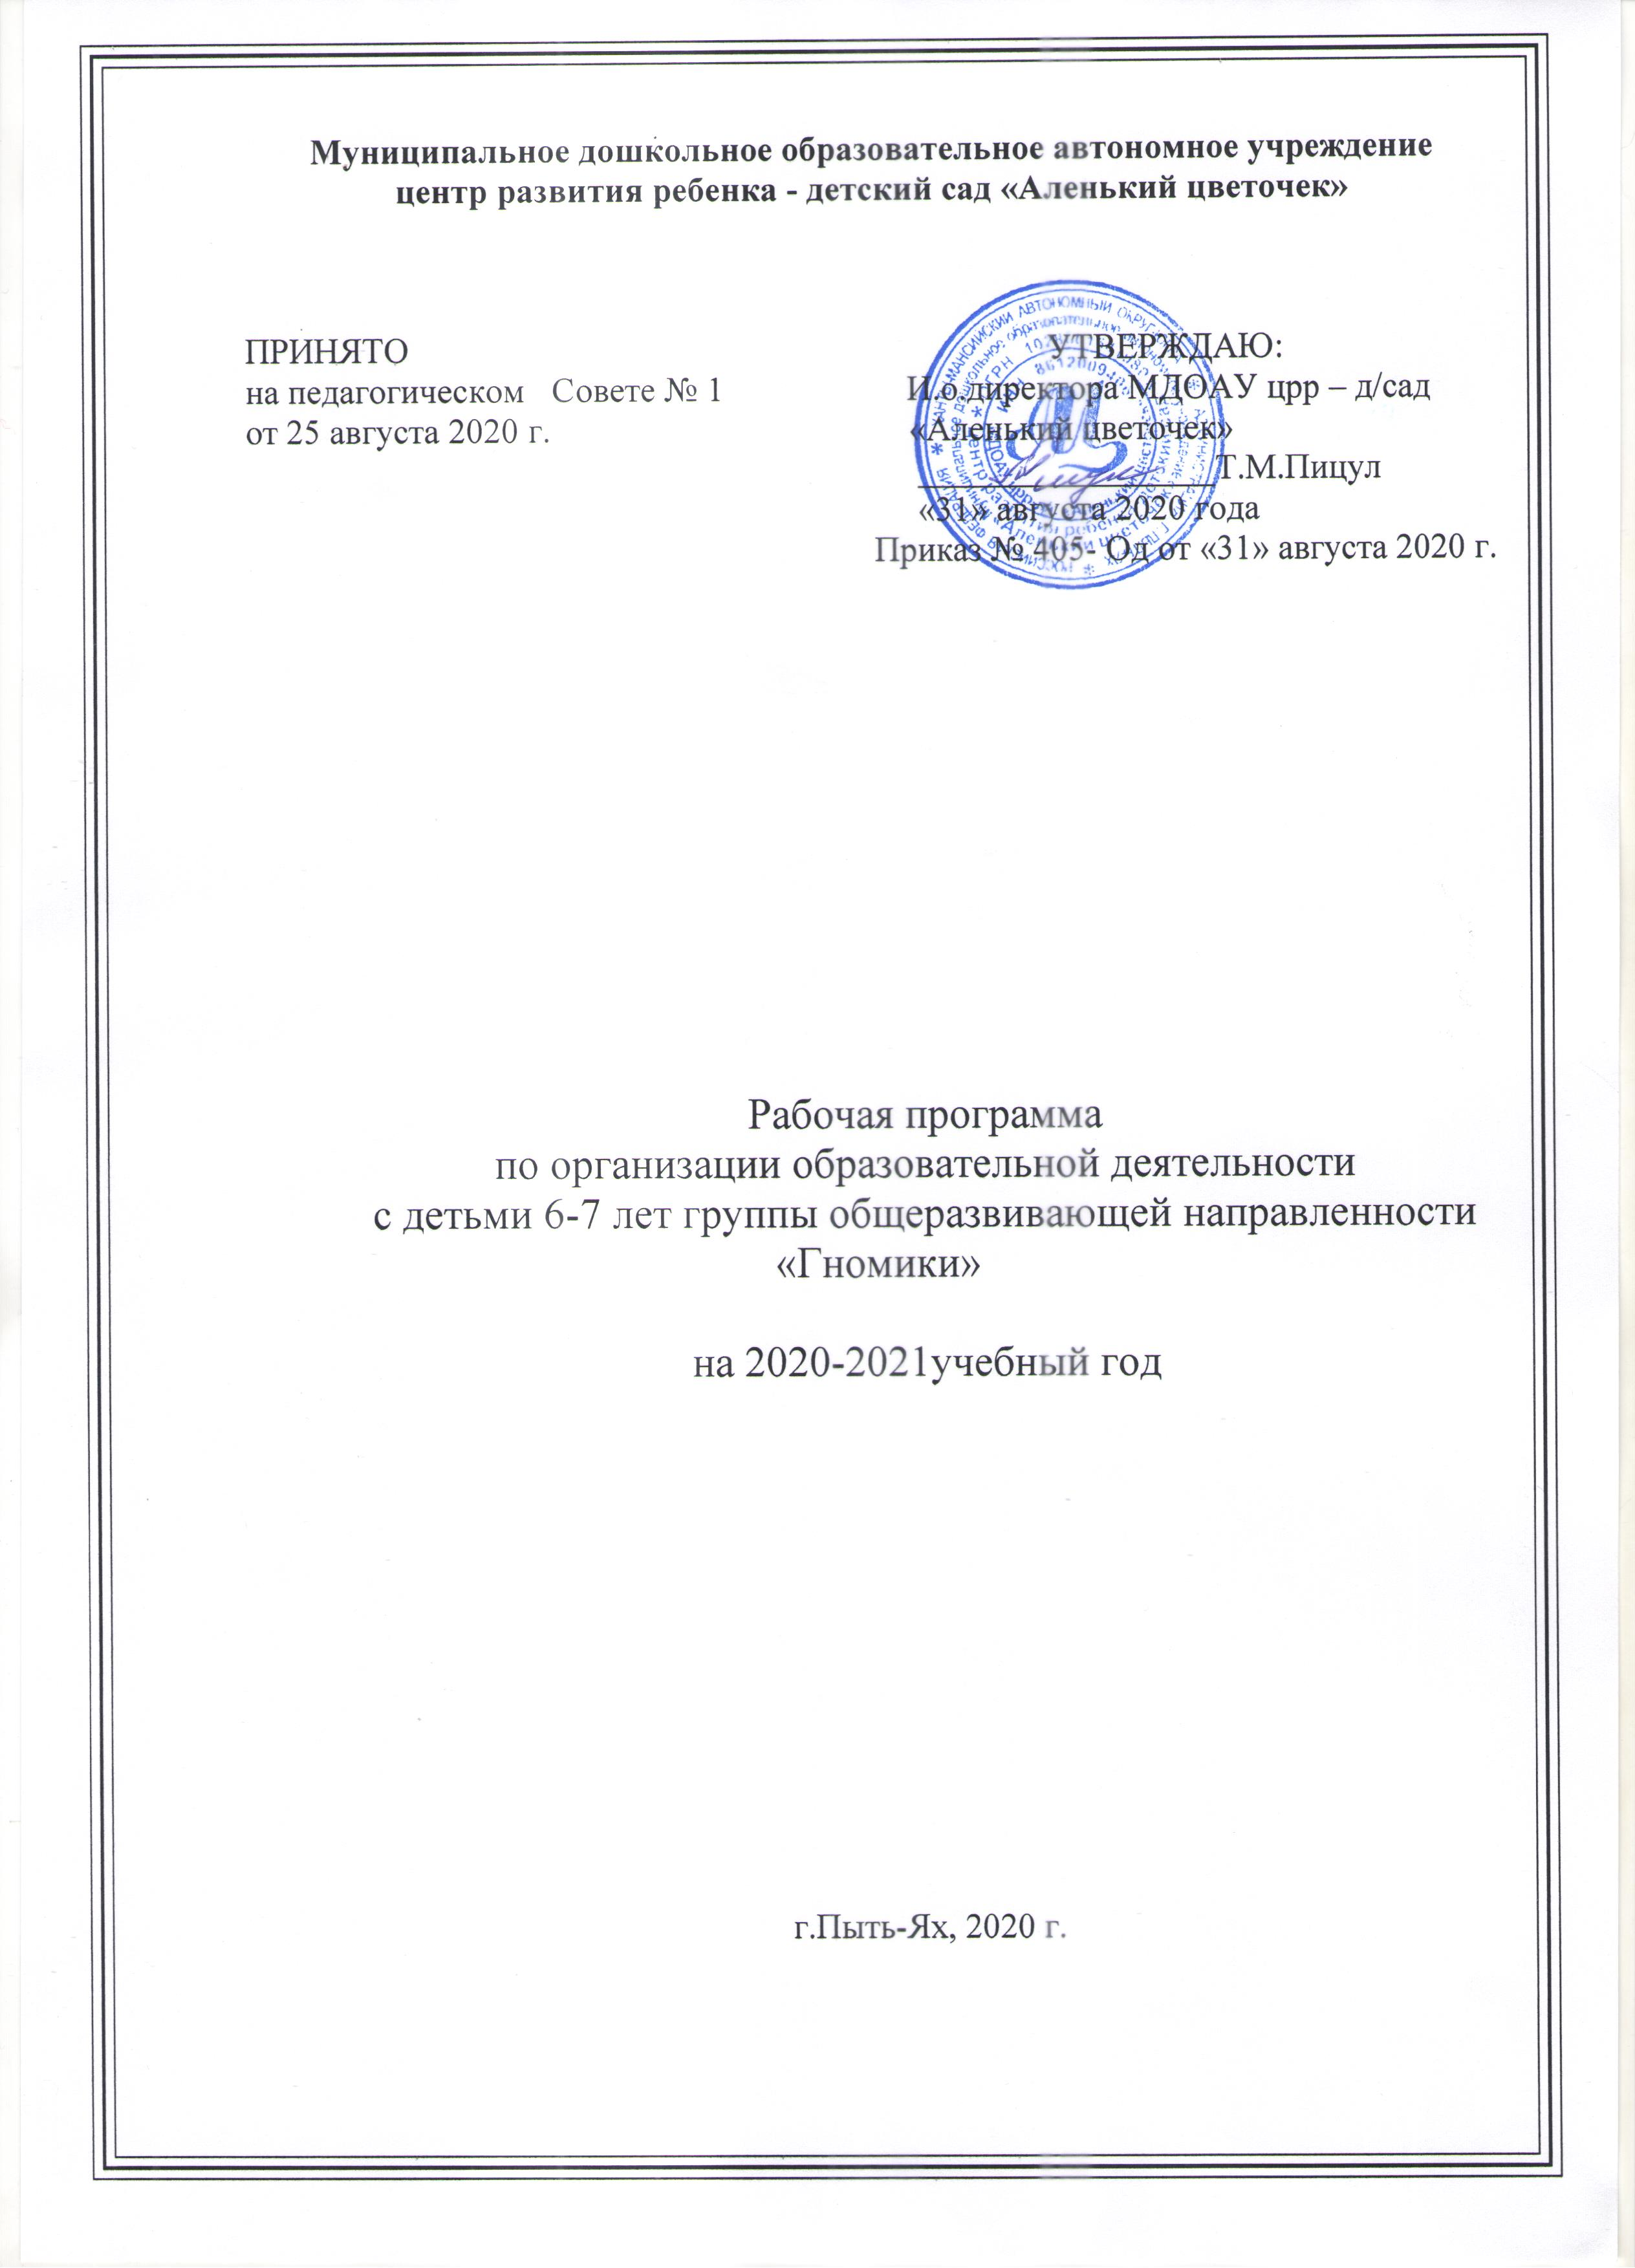 Муниципальное дошкольное образовательное автономное учреждение
центр развития ребенка - детский сад «Аленький цветочек»
ПРИНЯТО
на педагогическом Совете № 1
от 25 августа 2020 г.
УТВЕРЖДАЮ:
И.о директора МДОАУ црр – д/сад
«Аленький цветочек»
Т.М.Пицул
«31» августа 2020 года
Приказ № 405- Од от «31» августа 2020 г.
Рабочая программа
по организации образовательной деятельности
с детьми 6-7 лет группы общеразвивающей направленности
«Гномики»
на 2020-2021учебный год
г.Пыть-Ях, 2020 г.